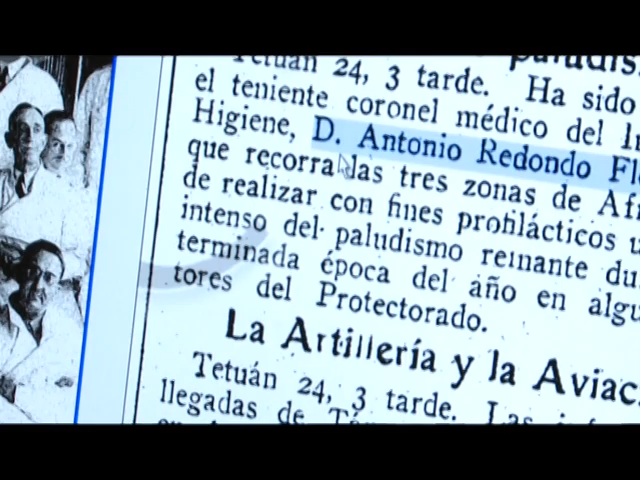 Tetuán 24, 3 tarde. Ha sido
el teniente coronel médico del
Higiene, D. Antonio Redondo
que recorra las tres zonas de
de realizar con fines profilácticos
intenso del paludismo reinante
terminada época del año en
tores del Protectorado.
La Artillería y la
Tetuán 24, 3 tarde. Las
llegadas de